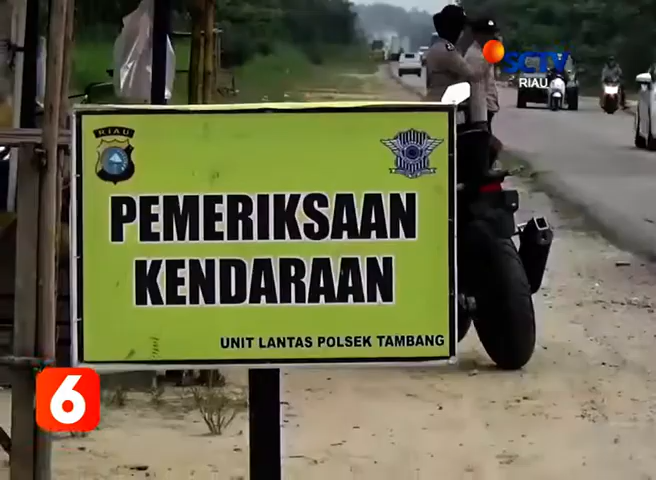 SCTV
RIAU
RIAU
PEMERIKSAAN
KENDARAAN
UNIT LANTAS POLSEK TAMBANG
6